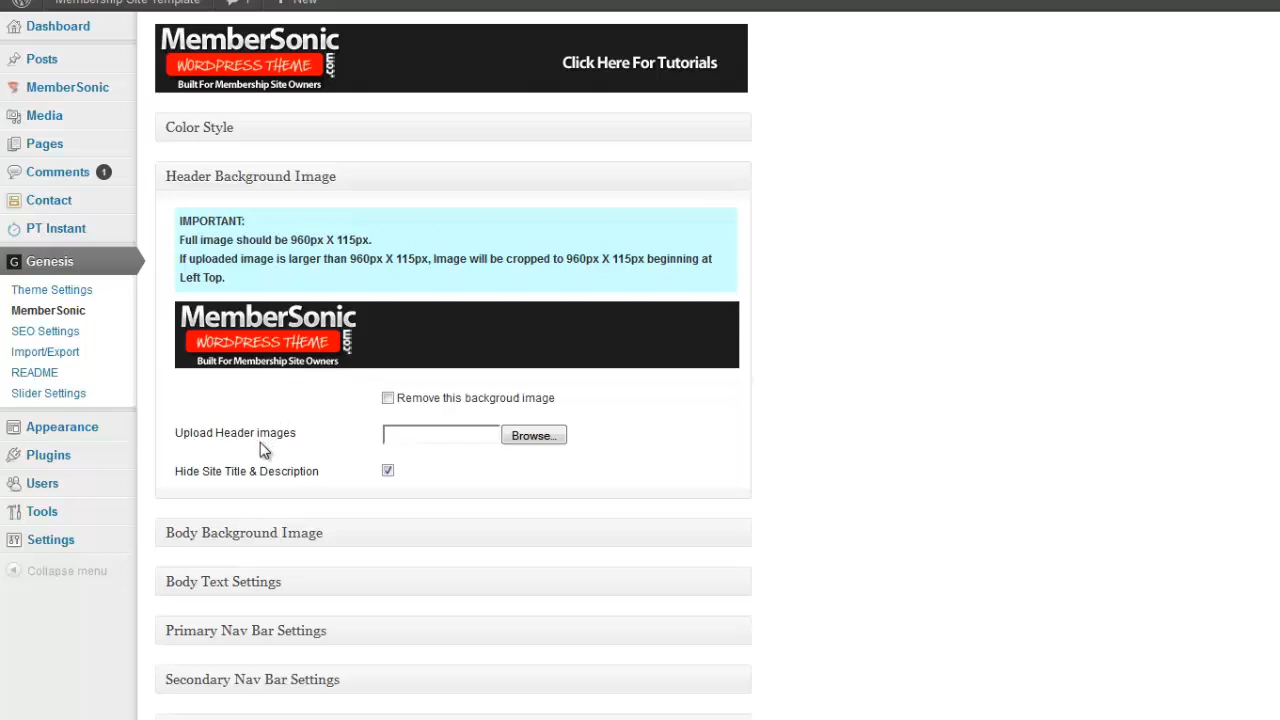 Membership Site Template
1
New
Dashboard
Posts
MemberSonic
Media
Pages
Comments 1
Contact
PT Instant
G Genesis
Theme Settings
MemberSonic
SEO Settings
Import/Export
README
Slider Settings
Appearance
Plugins
Users
Tools
Settings
Collapse menu
MemberSonic
WORDPRESS THEME .com
Built For Membership Site Owners
Click Here For Tutorials
Color Style
Header Background Image
IMPORTANT:
Full image should be 960px X 115px.
If uploaded image is larger than 960px X 115px, Image will be cropped to 960px X 115px beginning at
Left Top.
MemberSonic
WORDPRESS THEME .com
Built For Membership Site Owners
Remove this backgroud image
Upload Header images
Browse...
Hide Site Title & Description
Body Background Image
Body Text Settings
Primary Nav Bar Settings
Secondary Nav Bar Settings